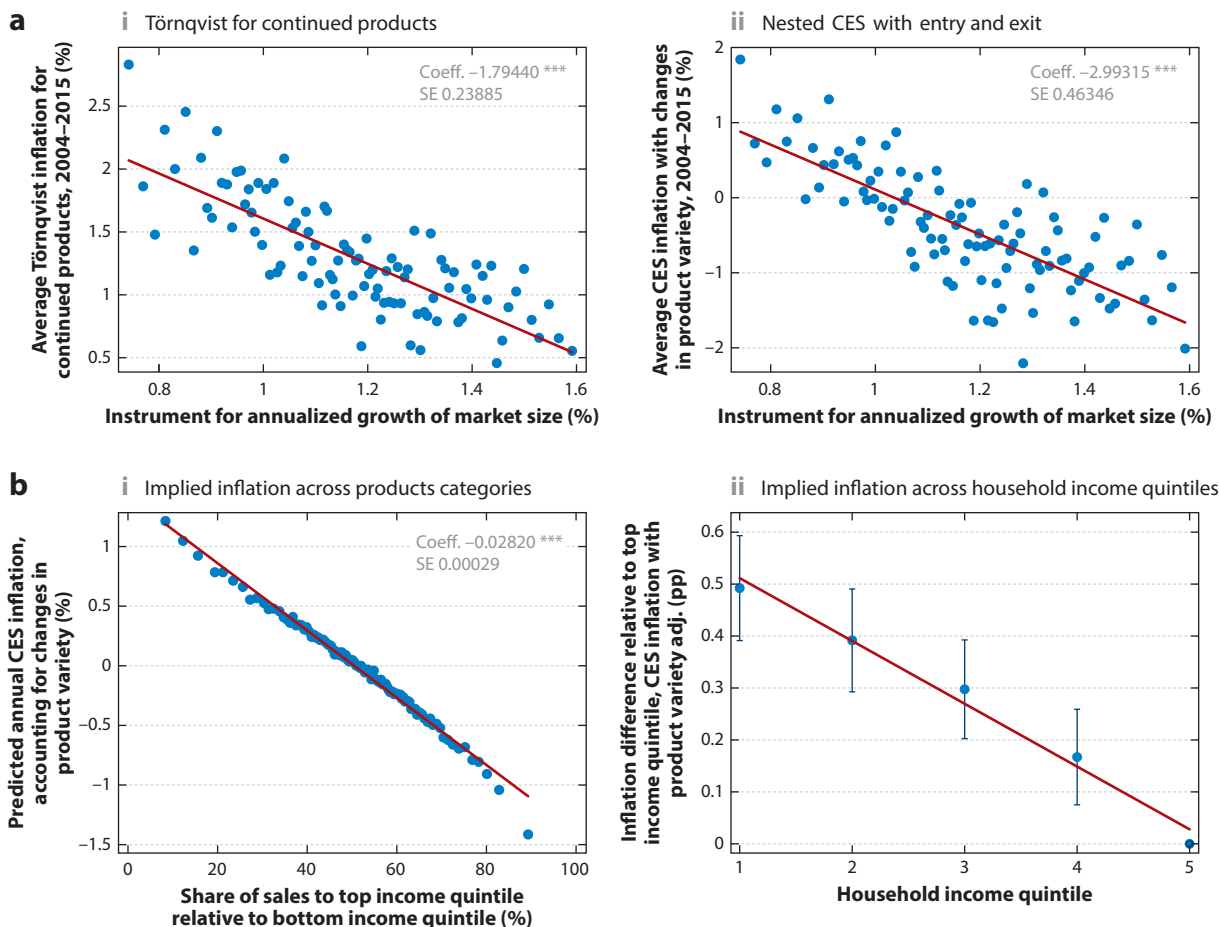 a
i Törnqvist for continued products
Average Törnqvist inflation for
continued products, 2004–2015 (%)
Coeff. –1.79440 ***
SE 0.23885
2.5
2
1.5
1
0.5
0.8
1
1.2
1.4
1.6
Instrument for annualized growth of market size (%)
ii Nested CES with entry and exit
Average CES inflation with changes
in product variety, 2004–2015 (%)
Coeff. –2.99315 ***
SE 0.46346
2
1
0
–1
–2
0.8
1
1.2
1.4
1.6
Instrument for annualized growth of market size (%)
b
i Implied inflation across products categories
Predicted annual CES inflation,
accounting for changes in
product variety (%)
Coeff. –0.02820 ***
SE 0.00029
1
0.5
0
–0.5
–1
–1.5
0
20
40
60
80
100
Share of sales to top income quintile
relative to bottom income quintile (%)
ii Implied inflation across household income quintiles
Inflation difference relative to top
income quintile, CES inflation with
product variety adj. (pp)
0.6
0.5
0.4
0.3
0.2
0.1
0
1
2
3
4
5
Household income quintile